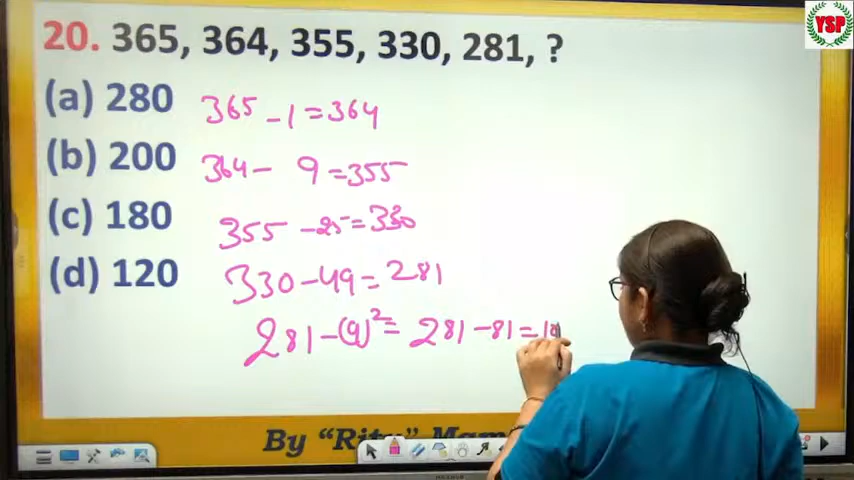 YSP
20. 365, 364, 355, 330, 281, ?
(a) 280
365 - 1 = 364
(b) 200
364 - 9 = 355
(c) 180
355 - 25 = 330
(d) 120
330 - 49 = 281
281 - (9)² = 281 - 81 =
By "Ritu"